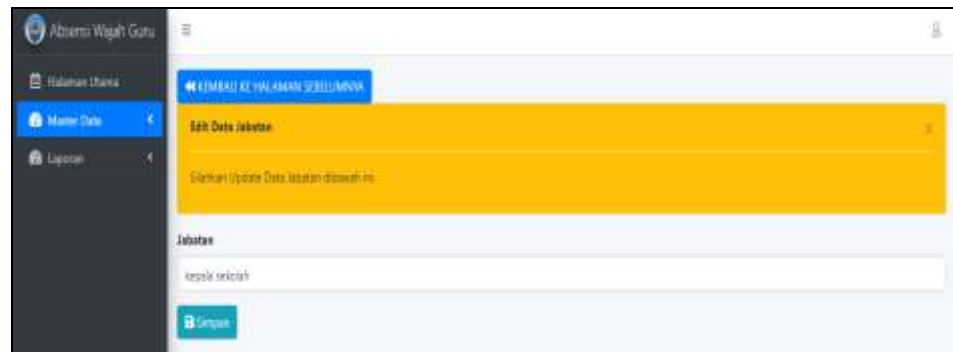 Absensi Wajah Guru
Halaman Utama
Master Data
Laporan
KEMBALI KE HALAMAN SEBELUMNYA
Edit Data Jabatan
x
Silahkan Update Data Jabatan dibawah ini
Jabatan
kepala sekolah
Simpan